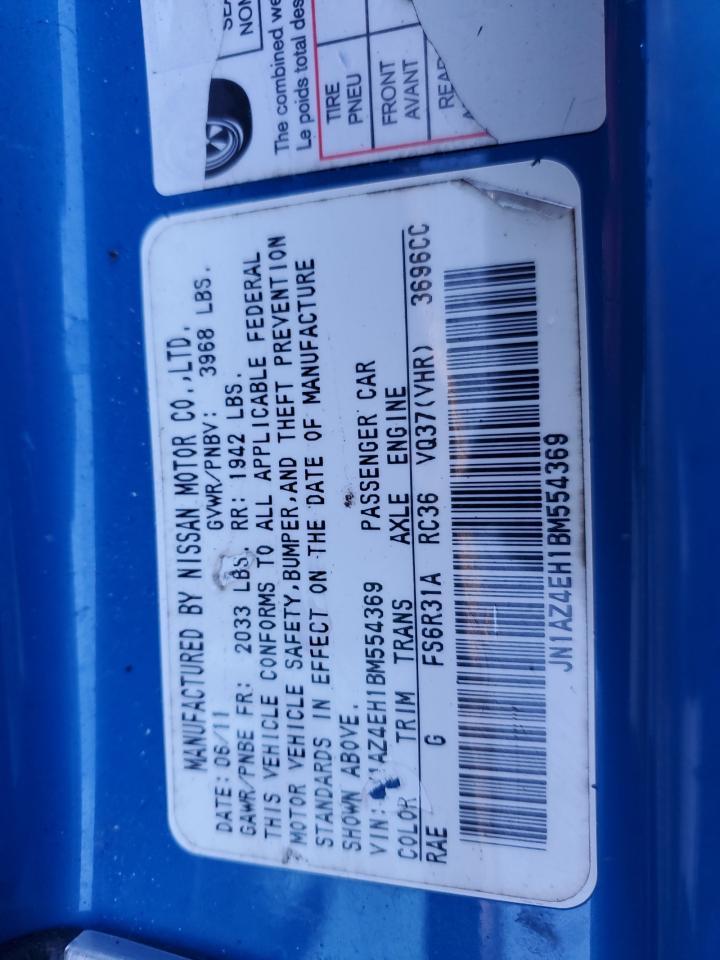 The combined we
Le poids total des
TIRE
PNEU
FRONT
AVANT
MANUFACTURED BY NISSAN MOTOR CO.,LTD.
DATE: 06/11 GVWR/PNBV: 3968 LBS.
GAWR/PNBE FR: 2033 LBS. RR: 1942 LBS.
THIS VEHICLE CONFORMS TO ALL APPLICABLE FEDERAL
MOTOR VEHICLE SAFETY,BUMPER,AND THEFT PREVENTION
STANDARDS IN EFFECT ON THE DATE OF MANUFACTURE
SHOWN ABOVE.
VIN: 1AZ4EH1BM554369 PASSENGER CAR
COLOR TRIM TRANS AXLE ENGINE
RAE G FS6R31A RC36 VQ37(VHR) 3696CC
JN1AZ4EH1BM554369